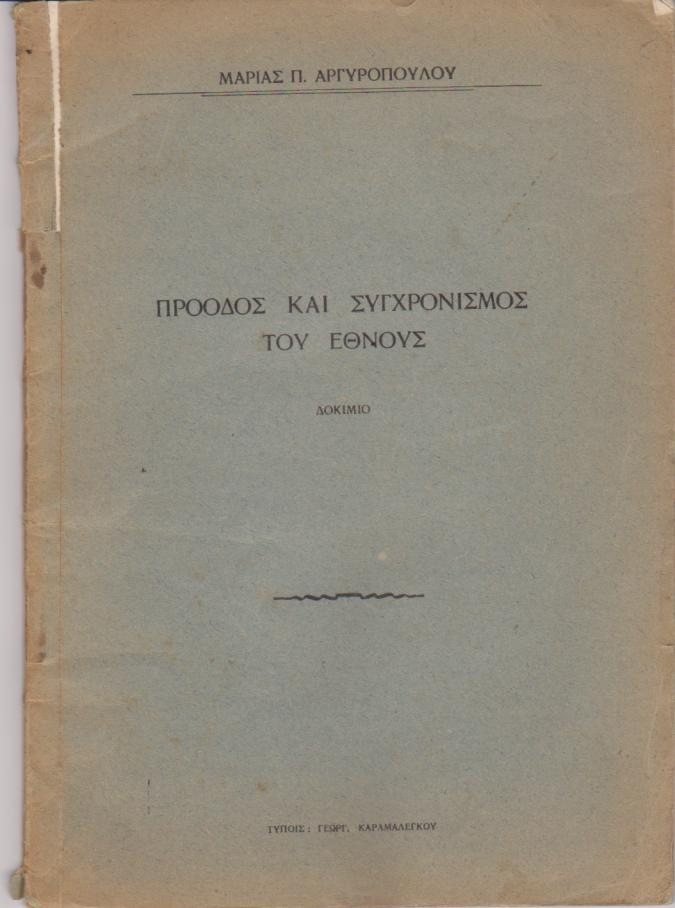 ΜΑΡΙΑΣ Π. ΑΡΓΥΡΟΠΟΥΛΟΥ
ΠΡΟΟΔΟΣ ΚΑΙ ΣΥΓΧΡΟΝΙΣΜΟΣ
ΤΟΥ ΕΘΝΟΥΣ
ΔΟΚΙΜΙΟ
ΤΥΠΟΙΣ : ΓΕΩΡΓ. ΚΑΡΑΜΑΛΕΓΚΟΥ